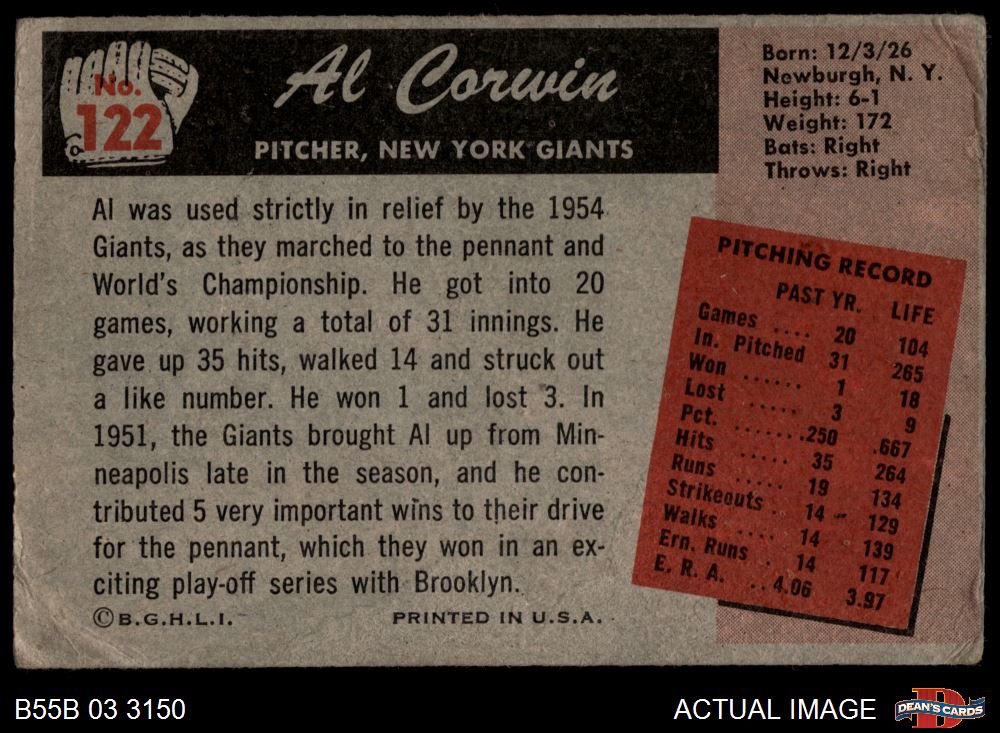 No.
122
Al Corwin
PITCHER, NEW YORK GIANTS
Born: 12/3/26
Newburgh, N. Y.
Height: 6-1
Weight: 172
Bats: Right
Throws: Right
Al was used strictly in relief by the 1954
Giants, as they marched to the pennant and
World's Championship. He got into 20
games, working a total of 31 innings. He
gave up 35 hits, walked 14 and struck out
a like number. He won 1 and lost 3. In
1951, the Giants brought Al up from Min-
neapolis late in the season, and he con-
tributed 5 very important wins to their drive
for the pennant, which they won in an ex-
citing play-off series with Brooklyn.
©B.G.H.L.I. PRINTED IN U.S.A.
PITCHING RECORD
PAST YR. LIFE
Games .... 20 104
In. Pitched 31 265
Won ...... 1 18
Lost ..... 3 9
Pct. ....... .250 .667
Hits ..... 35 264
Runs ..... 19 134
Strikeouts . 14 129
Walks .... 14 139
Ern. Runs . 14 117
E. R. A. .. 4.06 3.97
B55B 03 3150
ACTUAL IMAGE
DEAN'S CARDS